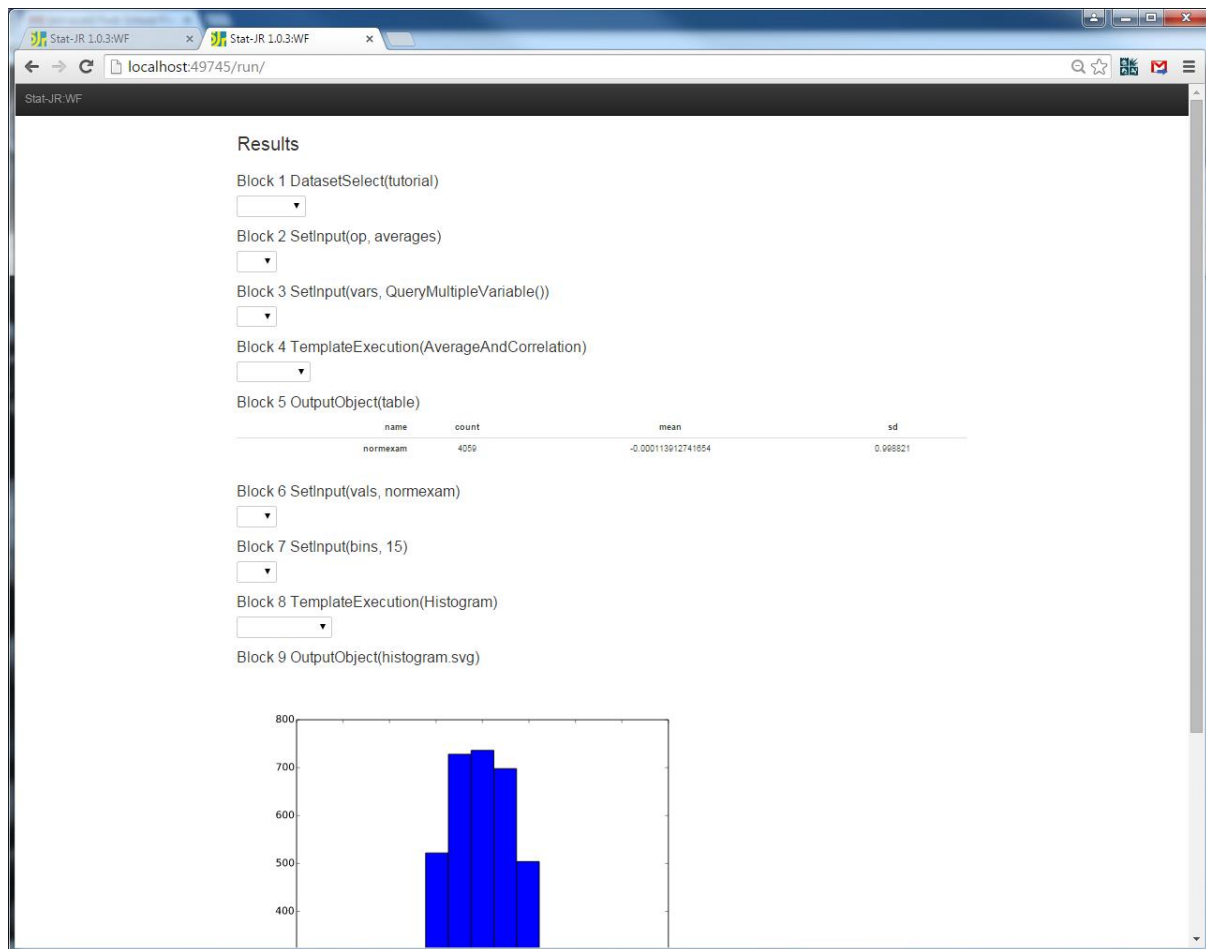 Stat-JR 1.0.3:WF
Stat-JR 1.0.3:WF
localhost:49745/run/
Stat-JR:WF
Results
Block 1 DatasetSelect(tutorial)
Block 2 SetInput(op, averages)
Block 3 SetInput(vars, QueryMultipleVariable())
Block 4 TemplateExecution(AverageAndCorrelation)
Block 5 OutputObject(table)
name count mean sd
normexam 4059 -0.000113912741654 0.998821
Block 6 SetInput(vals, normexam)
Block 7 SetInput(bins, 15)
Block 8 TemplateExecution(Histogram)
Block 9 OutputObject(histogram.svg)
800
700
600
500
400